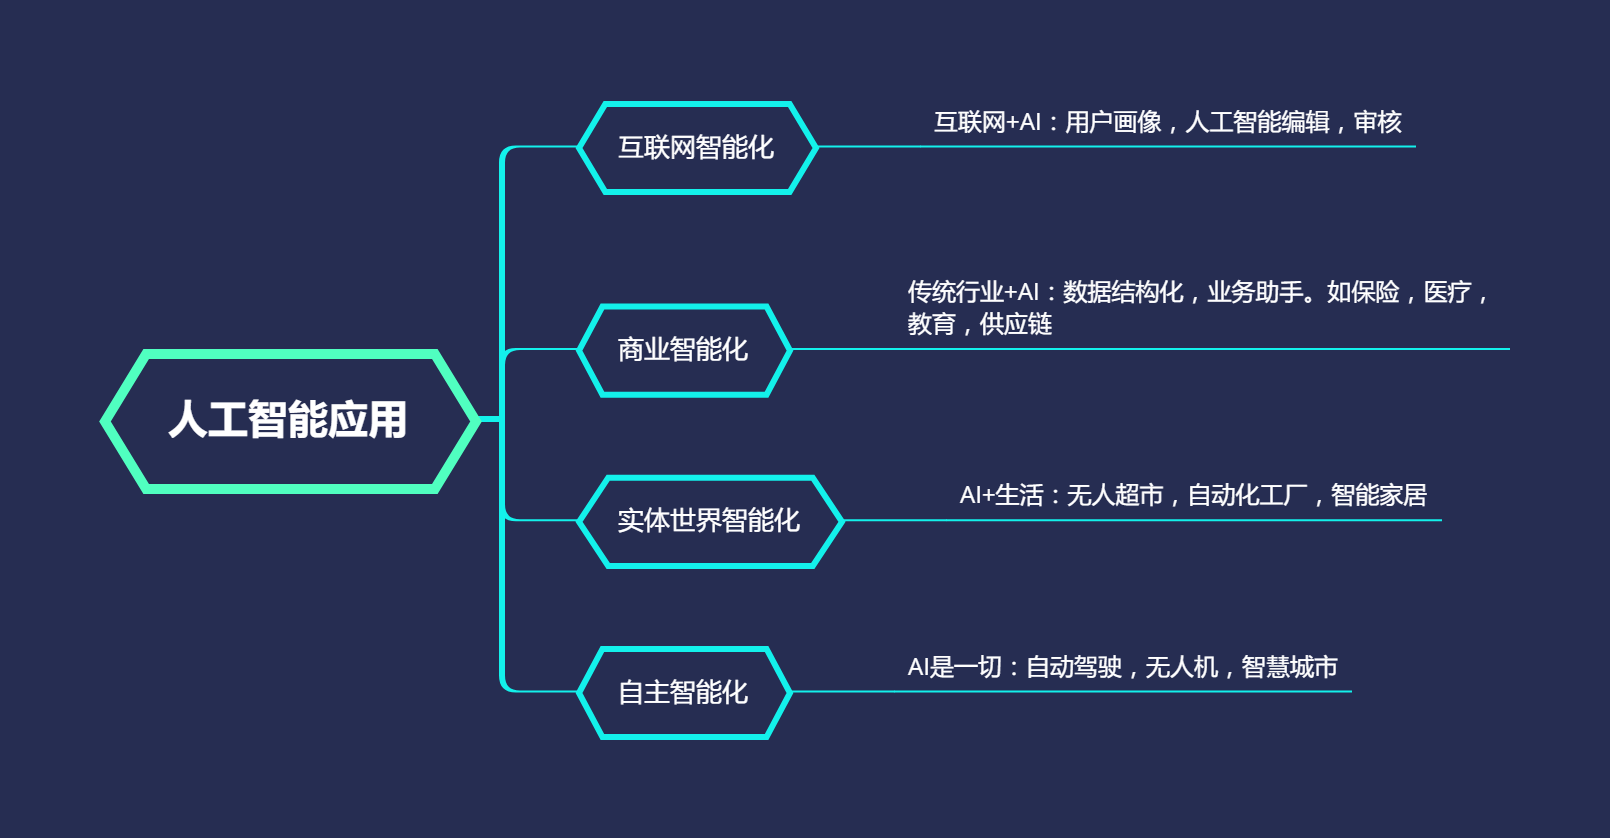 人工智能应用
互联网智能化
互联网+AI：用户画像，人工智能编辑，审核
商业智能化
传统行业+AI：数据结构化，业务助手。如保险，医疗，
教育，供应链
实体世界智能化
AI+生活：无人超市，自动化工厂，智能家居
自主智能化
AI是一切：自动驾驶，无人机，智慧城市